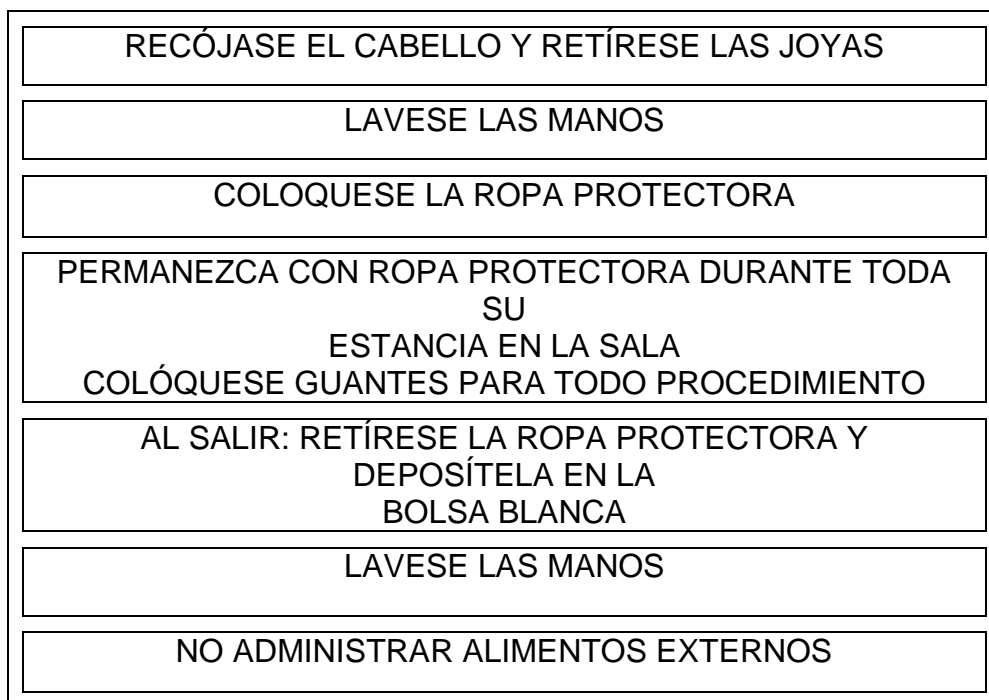 RECÓJASE EL CABELLO Y RETÍRESE LAS JOYAS
LAVESE LAS MANOS
COLOQUESE LA ROPA PROTECTORA
PERMANEZCA CON ROPA PROTECTORA DURANTE TODA
SU
ESTANCIA EN LA SALA
COLÓQUESE GUANTES PARA TODO PROCEDIMIENTO
AL SALIR: RETÍRESE LA ROPA PROTECTORA Y
DEPOSÍTELA EN LA
BOLSA BLANCA
LAVESE LAS MANOS
NO ADMINISTRAR ALIMENTOS EXTERNOS